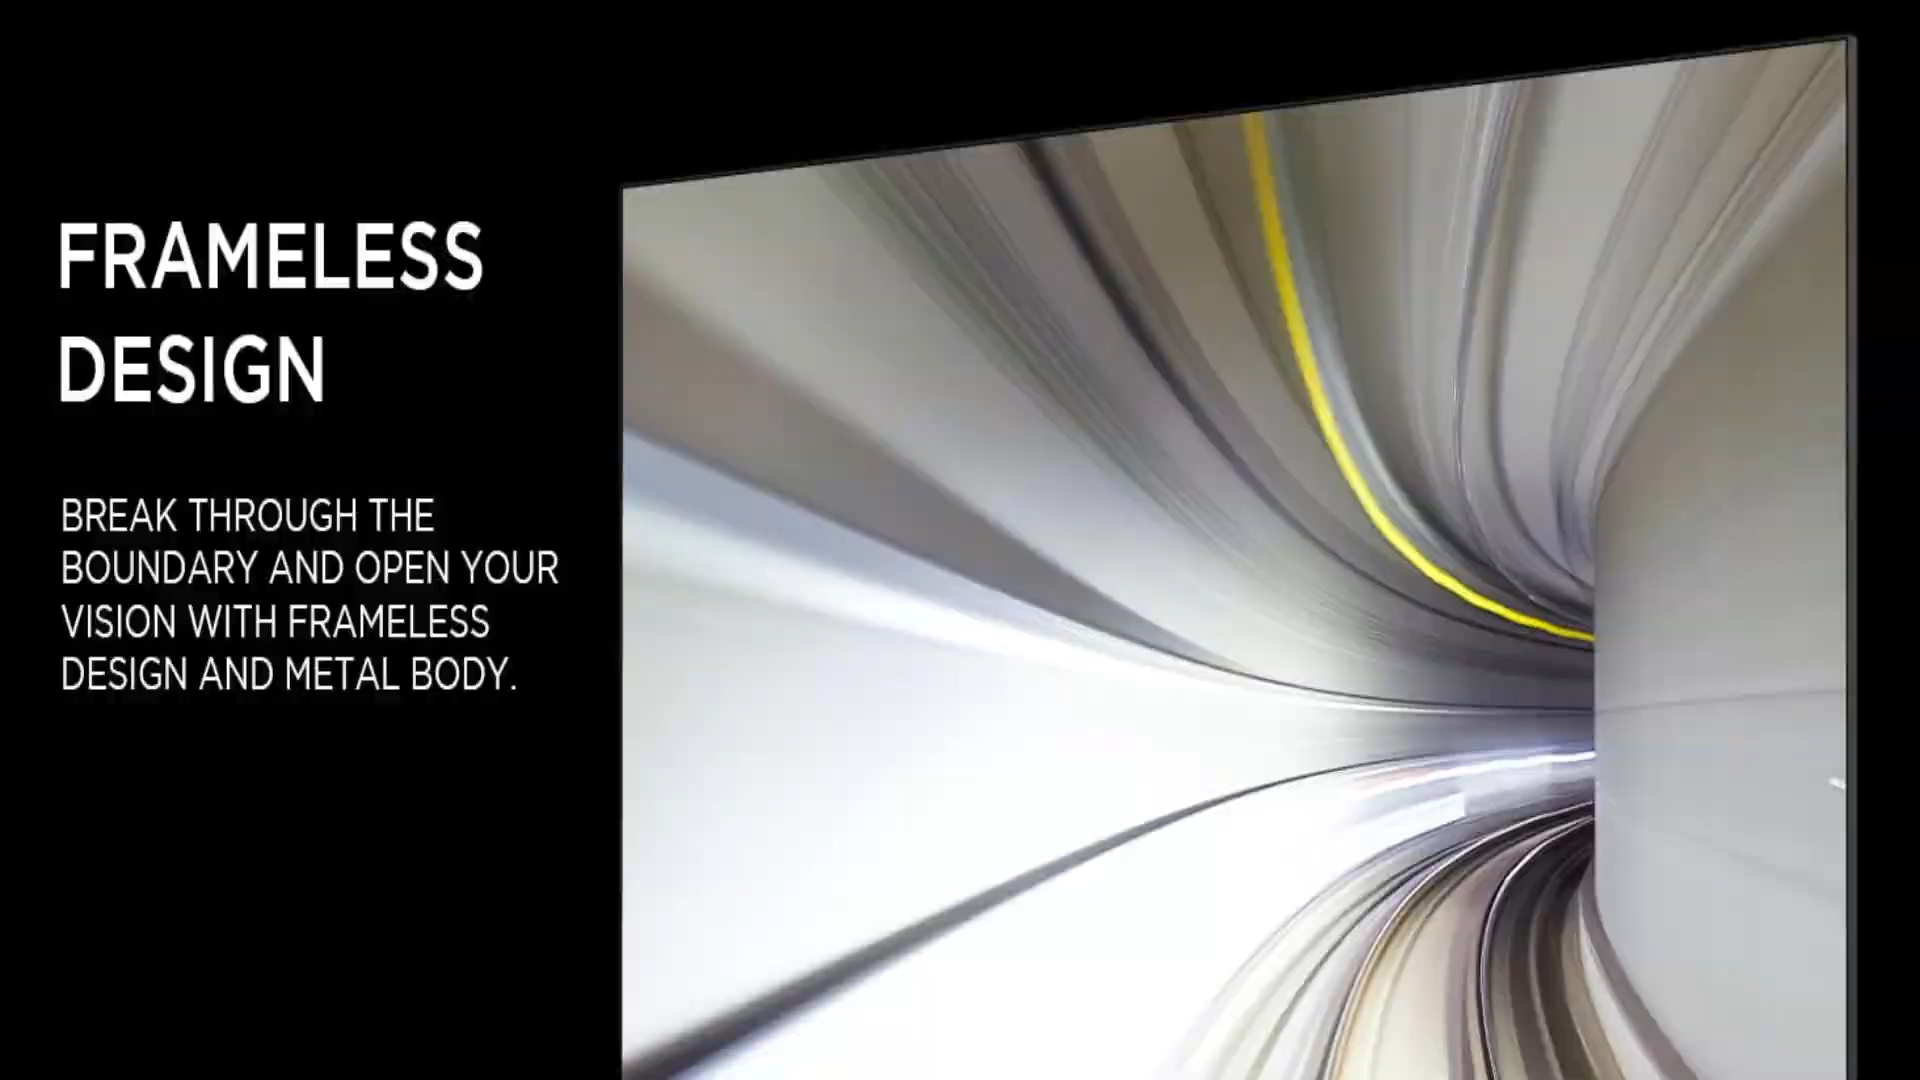 FRAMELESS
DESIGN
BREAK THROUGH THE
BOUNDARY AND OPEN YOUR
VISION WITH FRAMELESS
DESIGN AND METAL BODY.